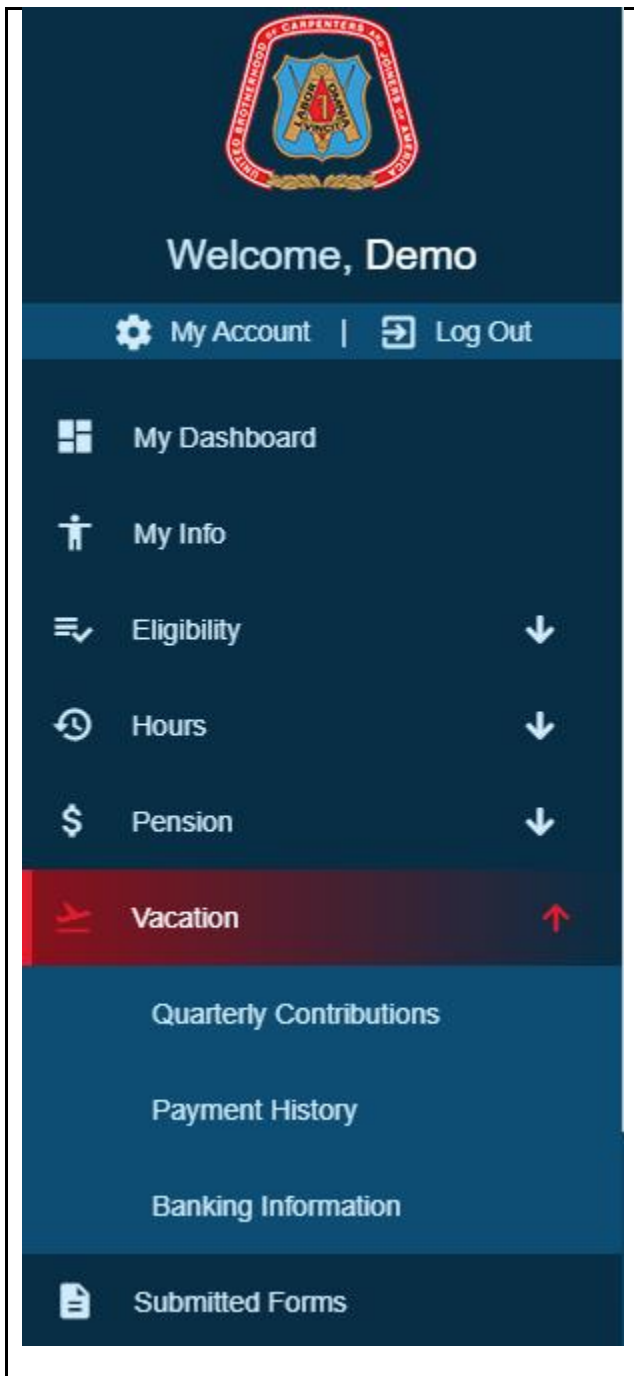 UNITED BROTHERHOOD OF CARPENTERS AND JOINERS OF AMERICA
LABOR OMNIA
VINCIT
Welcome, Demo
My Account | Log Out
My Dashboard
My Info
Eligibility
Hours
$ Pension
Vacation
Quarterly Contributions
Payment History
Banking Information
Submitted Forms